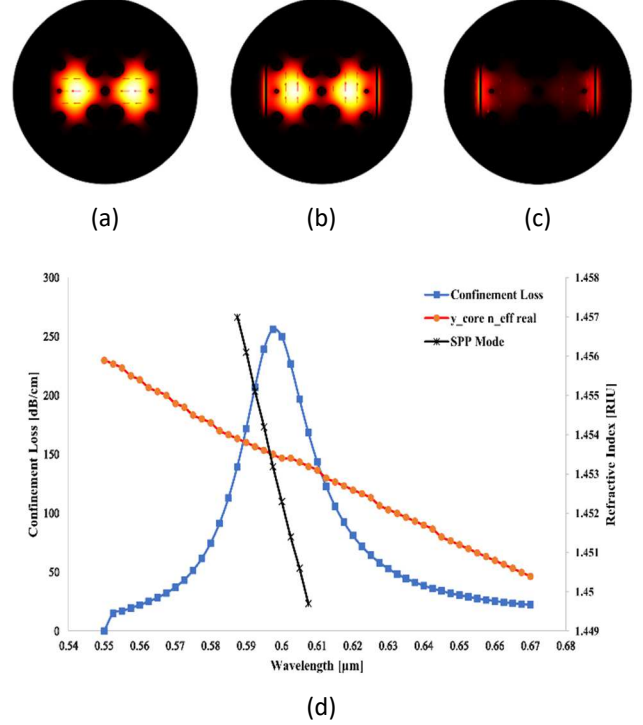 (a) (b) (c)
300 1.458
Confinement Loss
250 1.457
y_core n_eff real
SPP Mode
1.456
200 1.455
150 1.454
1.453
100 1.452
1.451
50 1.45
0 1.449
Confinement Loss [dB/cm]
Refractive Index [RIU]
0.54 0.55 0.56 0.57 0.58 0.59 0.6 0.61 0.62 0.63 0.64 0.65 0.66 0.67 0.68
Wavelength [µm]
(d)